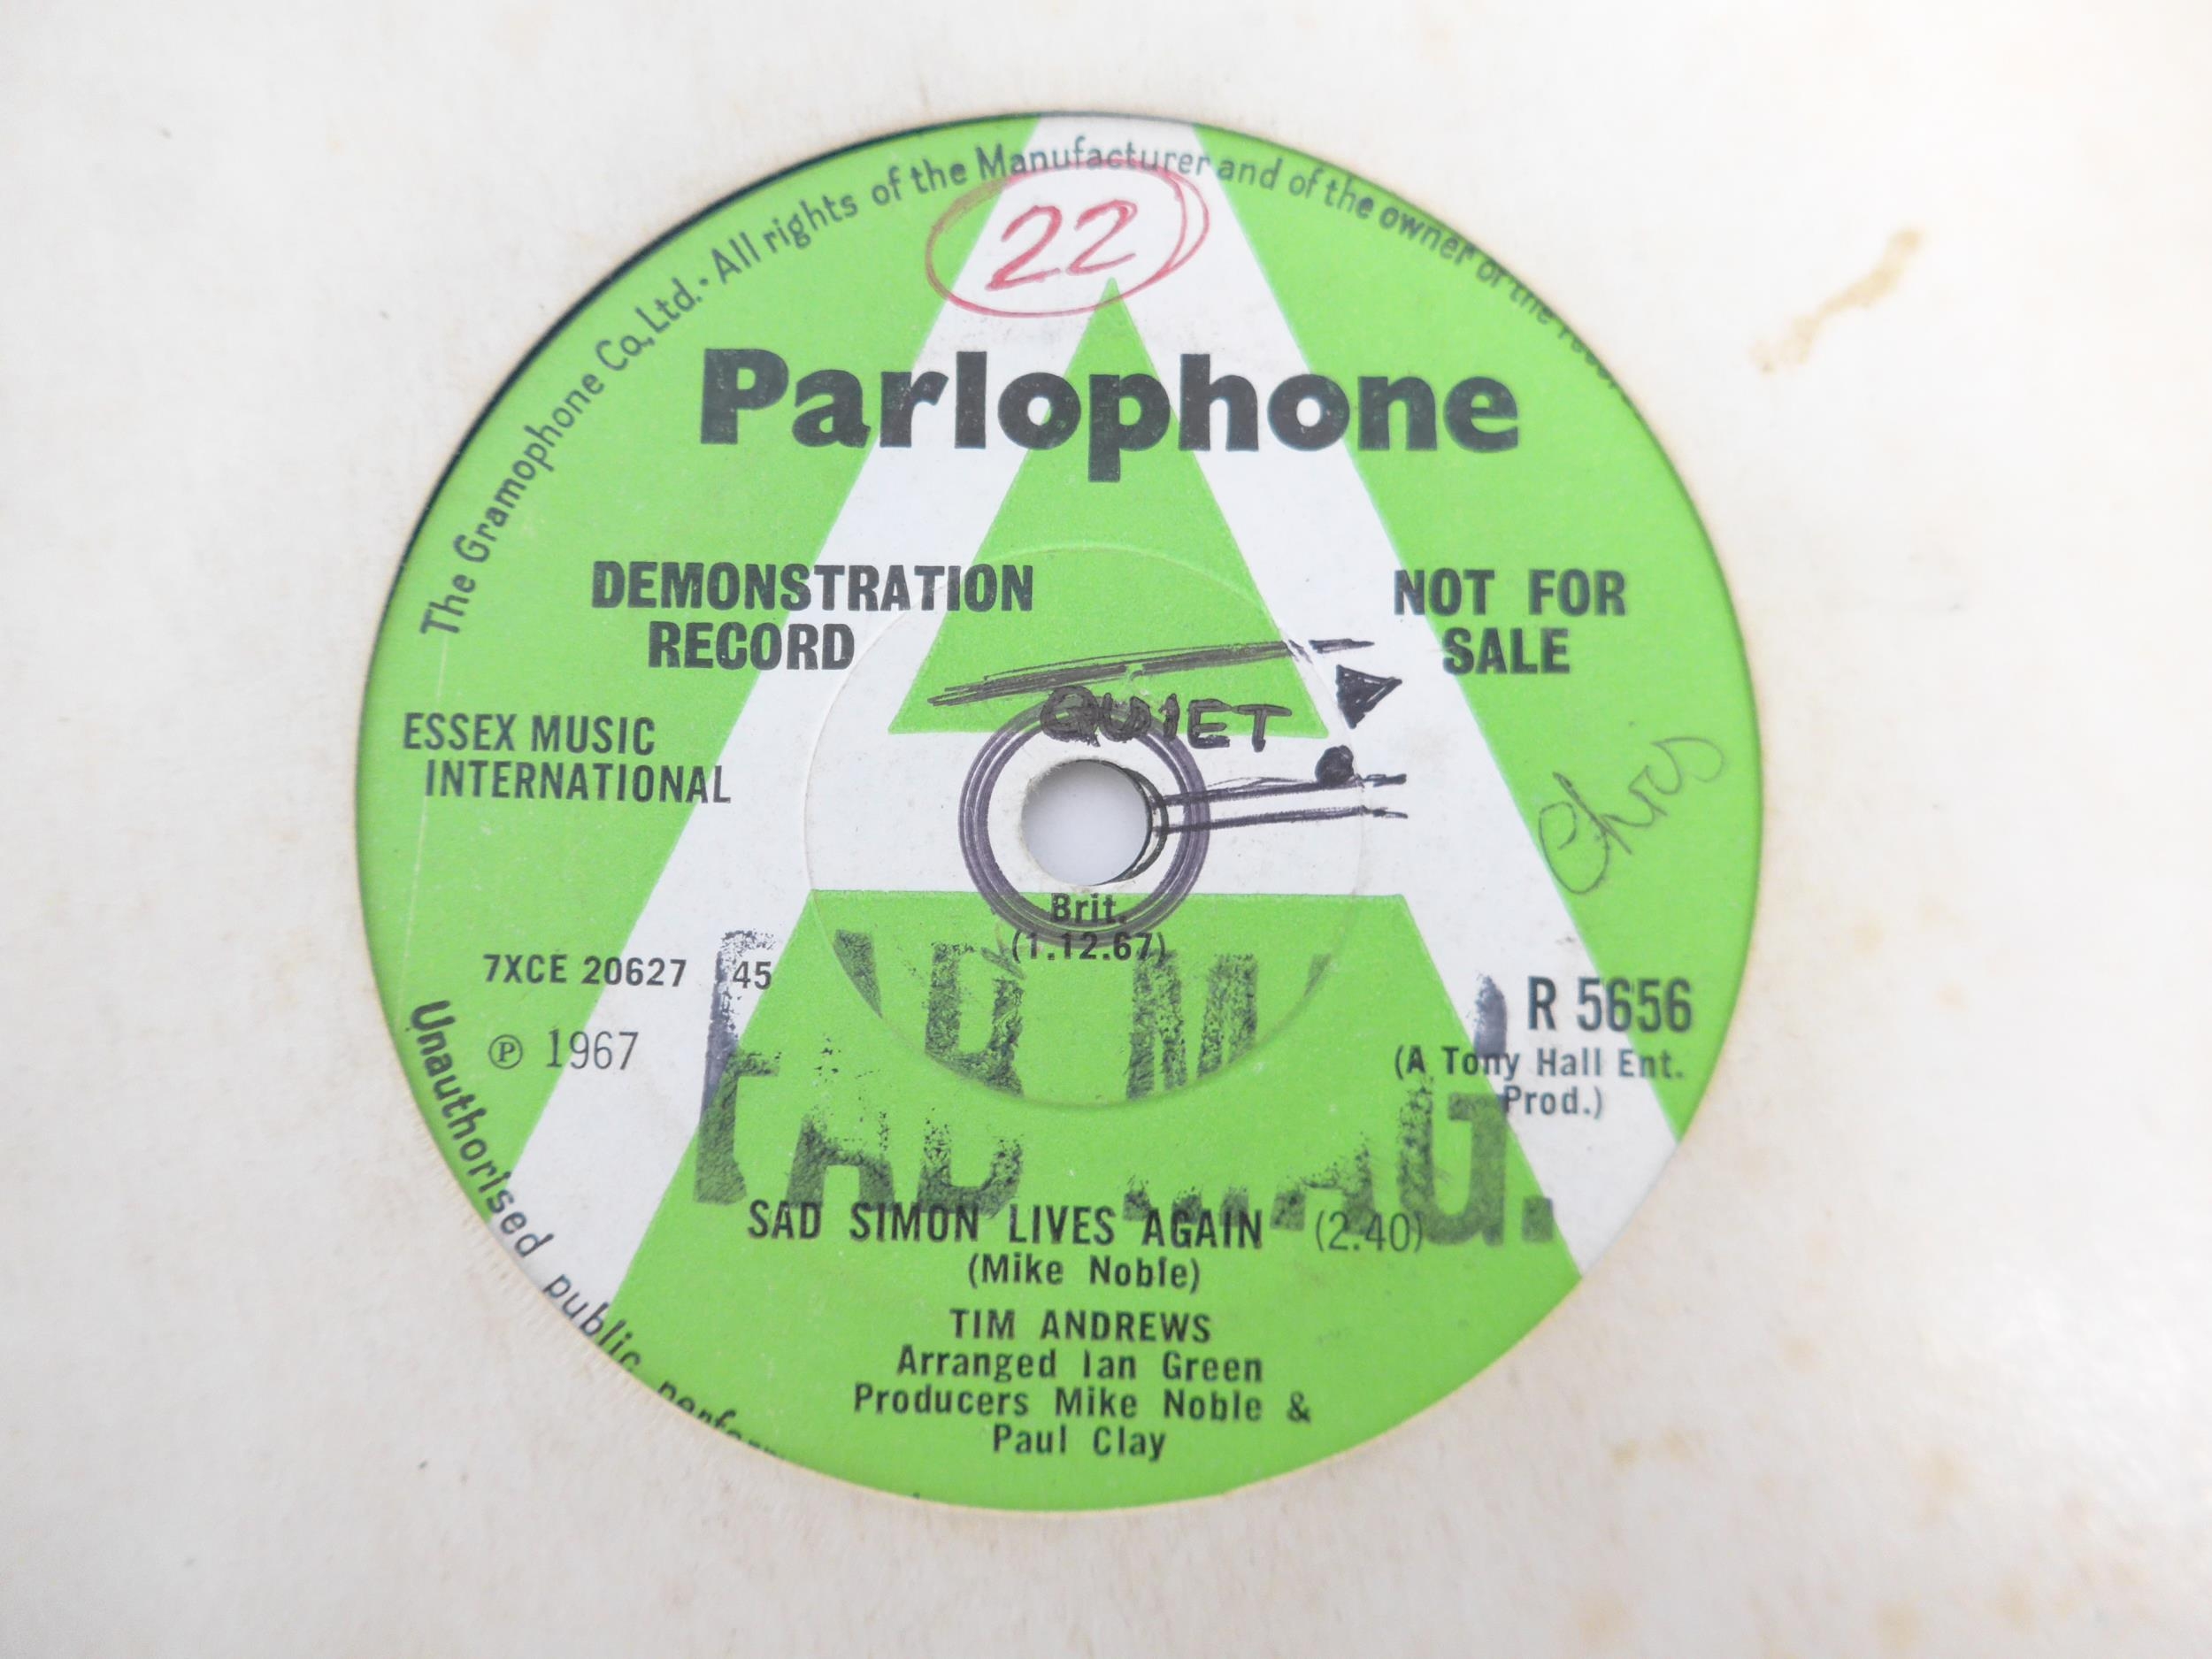 The Gramophone Co., Ltd. · All rights of the Manufacturer and of the owner of the
22
Parlophone
DEMONSTRATION
RECORD
NOT FOR
SALE
QUIET
ESSEX MUSIC
INTERNATIONAL
Chris
Brit.
(1.12.67)
7XCE 20627 45
℗ 1967
R 5656
(A Tony Hall Ent.
Prod.)
SAD SIMON LIVES AGAIN (2.40)
(Mike Noble)
TIM ANDREWS
Arranged Ian Green
Producers Mike Noble &
Paul Clay
Unauthorised public